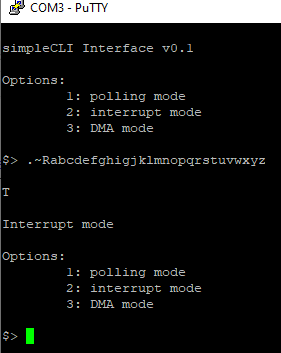 COM3 - PuTTY
simpleCLI Interface v0.1
Options:
1: polling mode
2: interrupt mode
3: DMA mode
$> .~Rabcdefghigjklmnopqrstuvwxyz
T
Interrupt mode
Options:
1: polling mode
2: interrupt mode
3: DMA mode
$>